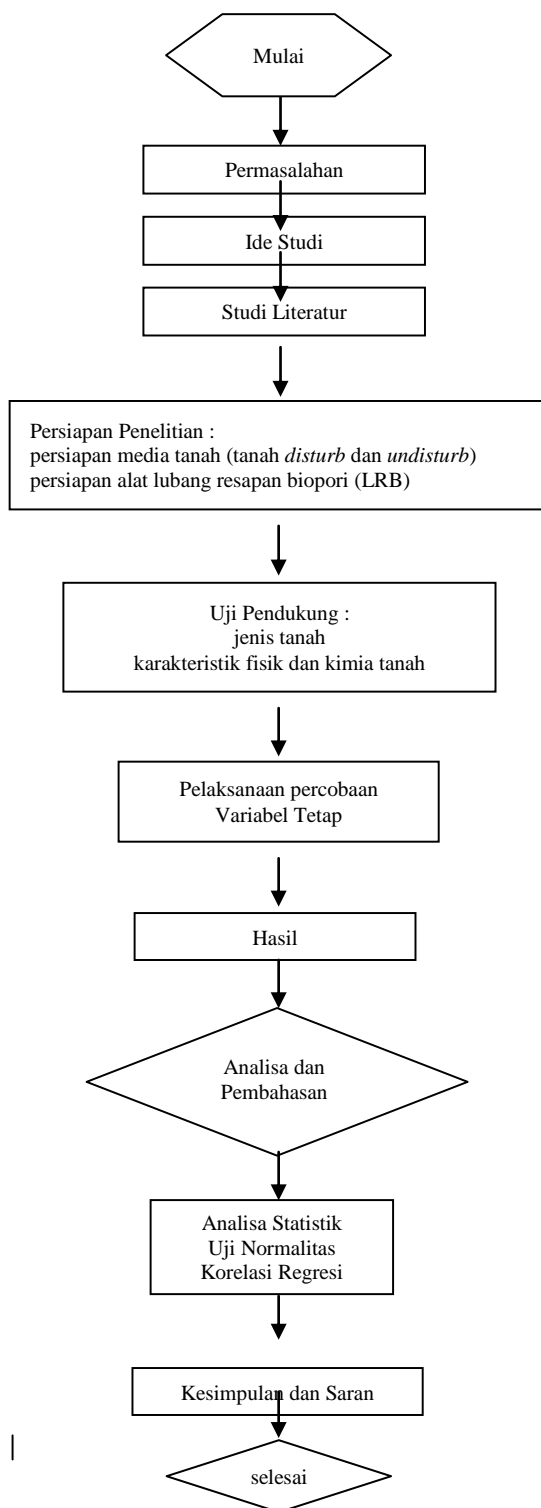 Mulai
Permasalahan
Ide Studi
Studi Literatur
Persiapan Penelitian :
persiapan media tanah (tanah disturb dan undisturb)
persiapan alat lubang resapan biopori (LRB)
Uji Pendukung :
jenis tanah
karakteristik fisik dan kimia tanah
Pelaksanaan percobaan
Variabel Tetap
Hasil
Analisa dan
Pembahasan
Analisa Statistik
Uji Normalitas
Korelasi Regresi
Kesimpulan dan Saran
selesai